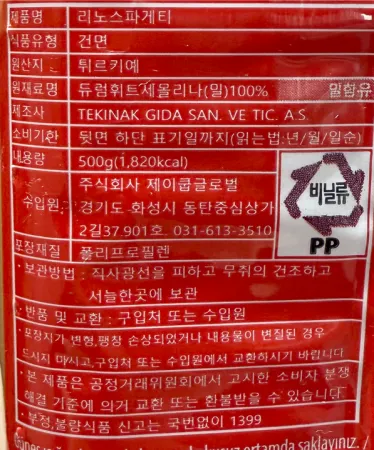 제품명 리노스파게티
식품유형 건면
원산지 튀르키예
원재료명 듀럼휘트세몰리나(밀)100% 밀함유
제조사 TEKINAK GIDA SAN. VE TIC. A.S.
소비기한 뒷면 하단 표기일까지(읽는법:년/월/일순)
내용량 500g(1,820kcal)
수입원 주식회사 제이쿱글로벌
경기도 화성시 동탄중심상가
2길37.901호. 031-613-3510
비닐류
PP
포장재질 폴리프로필렌
· 보관방법 : 직사광선을 피하고 무취의 건조하고
서늘한곳에 보관
· 반품 및 교환 : 구입처 또는 수입원
· 포장지가 변형,팽창 손상되었거나 내용물이 변질된 경우
드시지 마시고,구입처 또는 수입원에서 교환하시기 바랍니다
· 본 제품은 공정거래위원회에서 고시한 소비자 분쟁
해결 기준에 의거 교환 또는 환불받을 수 있습니다
· 부정,불량식품 신고는 국번없이 1399
ortamda saklayınız. /